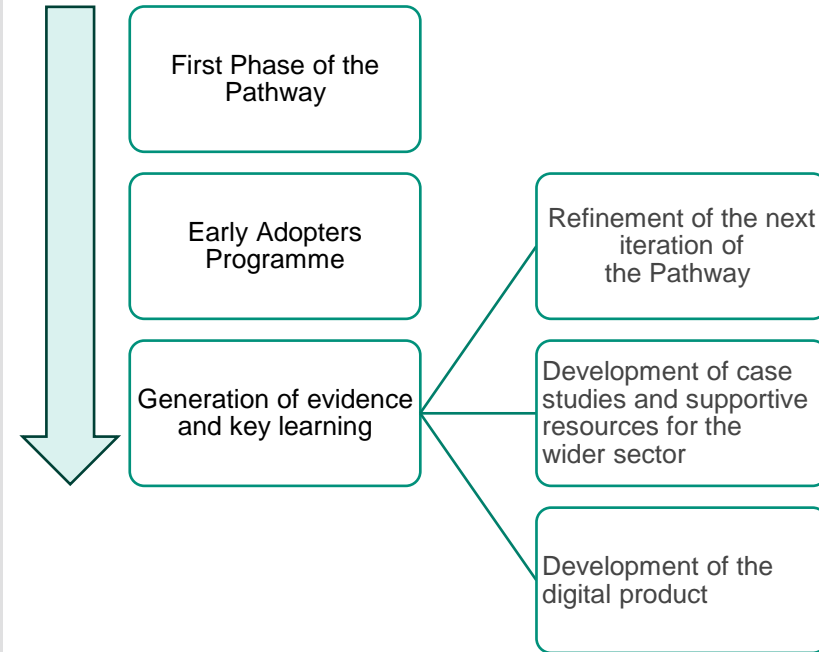 First Phase of the
Pathway
Early Adopters
Programme
Generation of evidence
and key learning
Refinement of the next
iteration of
the Pathway
Development of case
studies and supportive
resources for the
wider sector
Development of the
digital product